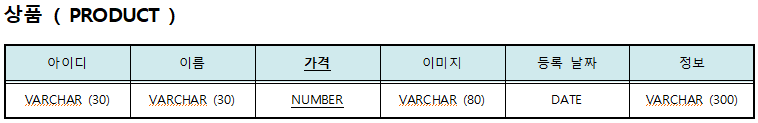 상품 ( PRODUCT )
아이디 이름 가격 이미지 등록 날짜 정보
VARCHAR (30) VARCHAR (30) NUMBER VARCHAR (80) DATE VARCHAR (300)